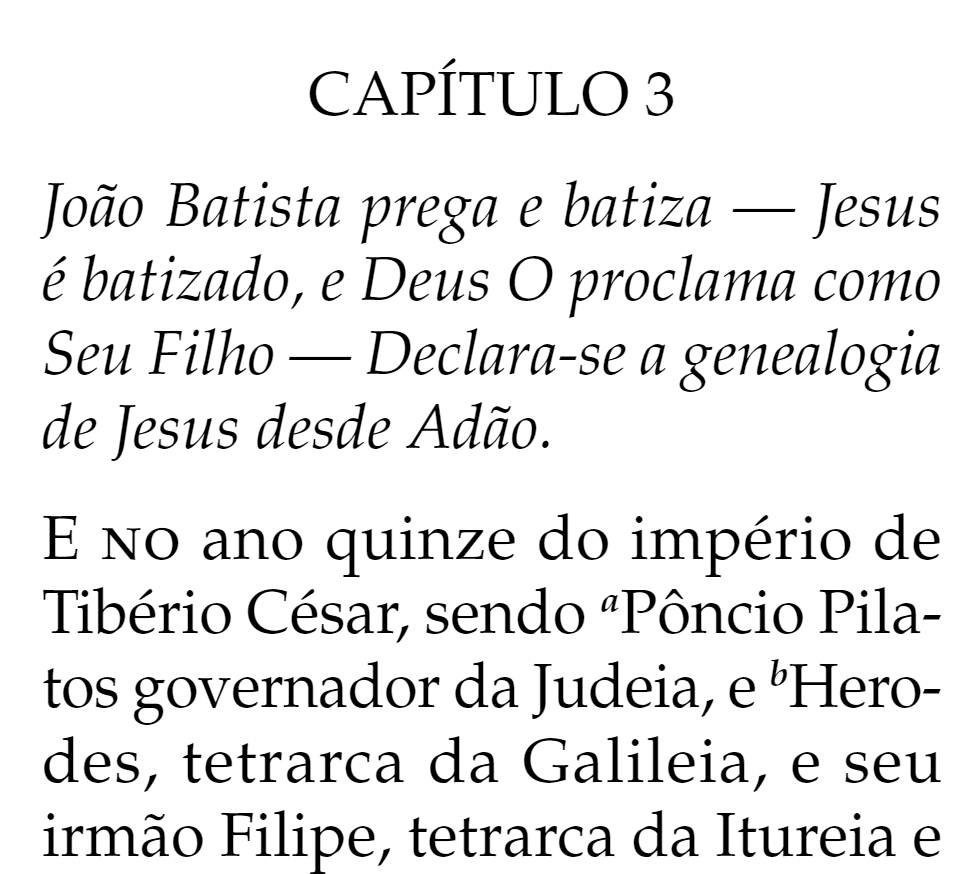 CAPÍTULO 3
João Batista prega e batiza — Jesus
é batizado, e Deus O proclama como
Seu Filho — Declara-se a genealogia
de Jesus desde Adão.
E NO ano quinze do império de
Tibério César, sendo aPôncio Pila-
tos governador da Judeia, e bHero-
des, tetrarca da Galileia, e seu
irmão Filipe, tetrarca da Itureia e